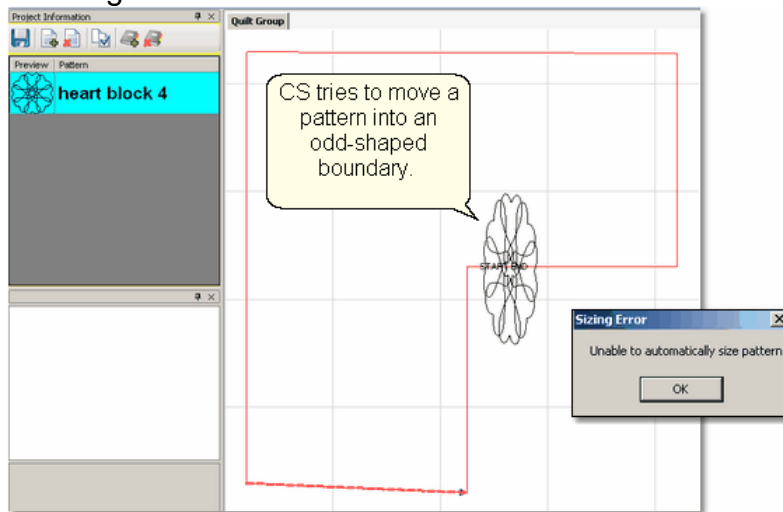 Project Information
Quilt Group
Preview Pattern
heart block 4
CS tries to move a
pattern into an
odd-shaped
boundary.
START END
Sizing Error
Unable to automatically size pattern
OK